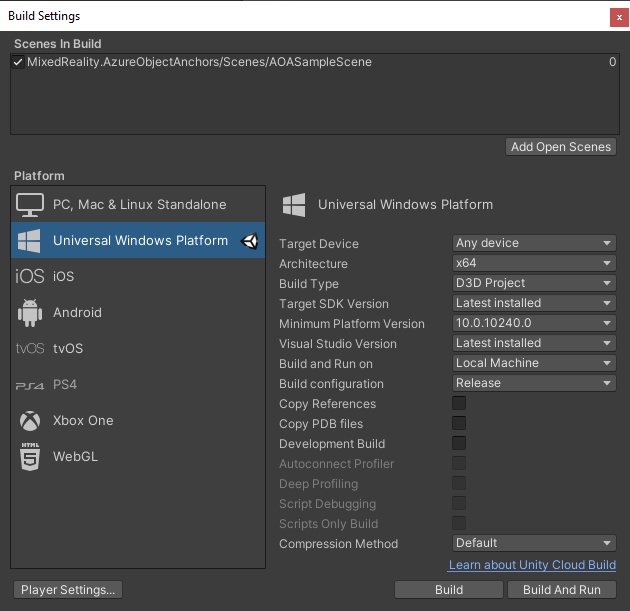 Build Settings
x
Scenes In Build
MixedReality.AzureObjectAnchors/Scenes/AOASampleScene 0
Add Open Scenes
Platform
PC, Mac & Linux Standalone
Universal Windows Platform
iOS iOS
Android
tvOS tvOS
PS4 PS4
Xbox One
HTML 5 WebGL
Universal Windows Platform
Target Device Any device
Architecture x64
Build Type D3D Project
Target SDK Version Latest installed
Minimum Platform Version 10.0.10240.0
Visual Studio Version Latest installed
Build and Run on Local Machine
Build configuration Release
Copy References
Copy PDB files
Development Build
Autoconnect Profiler
Deep Profiling
Script Debugging
Scripts Only Build
Compression Method Default
Learn about Unity Cloud Build
Player Settings... Build Build And Run